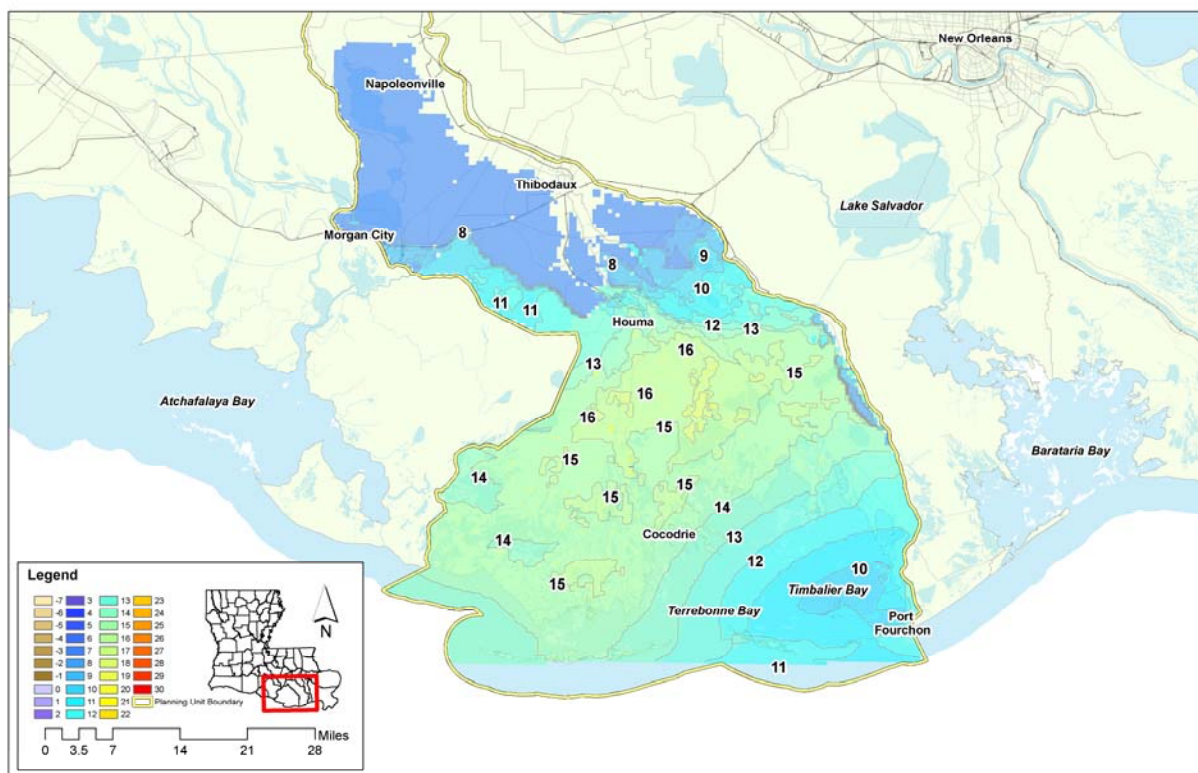 New Orleans
Napoleonville
Thibodaux
Lake Salvador
Morgan City
8
8
9
10
11
11
Houma
12
13
13
16
15
Atchafalaya Bay
16
16
15
Barataria Bay
15
14
15
15
14
Cocodrie
13
14
12
10
15
Timbalier Bay
Terrebonne Bay
Port
Fourchon
11
Legend
-7 3 13 23
-6 4 14 24
-5 5 15 25
-4 6 16 26
-3 7 17 27
-2 8 18 28
-1 9 19 29
0 10 20 30
1 11 21 Planning Unit Boundary
2 12 22
N
Miles
0 3.5 7 14 21 28